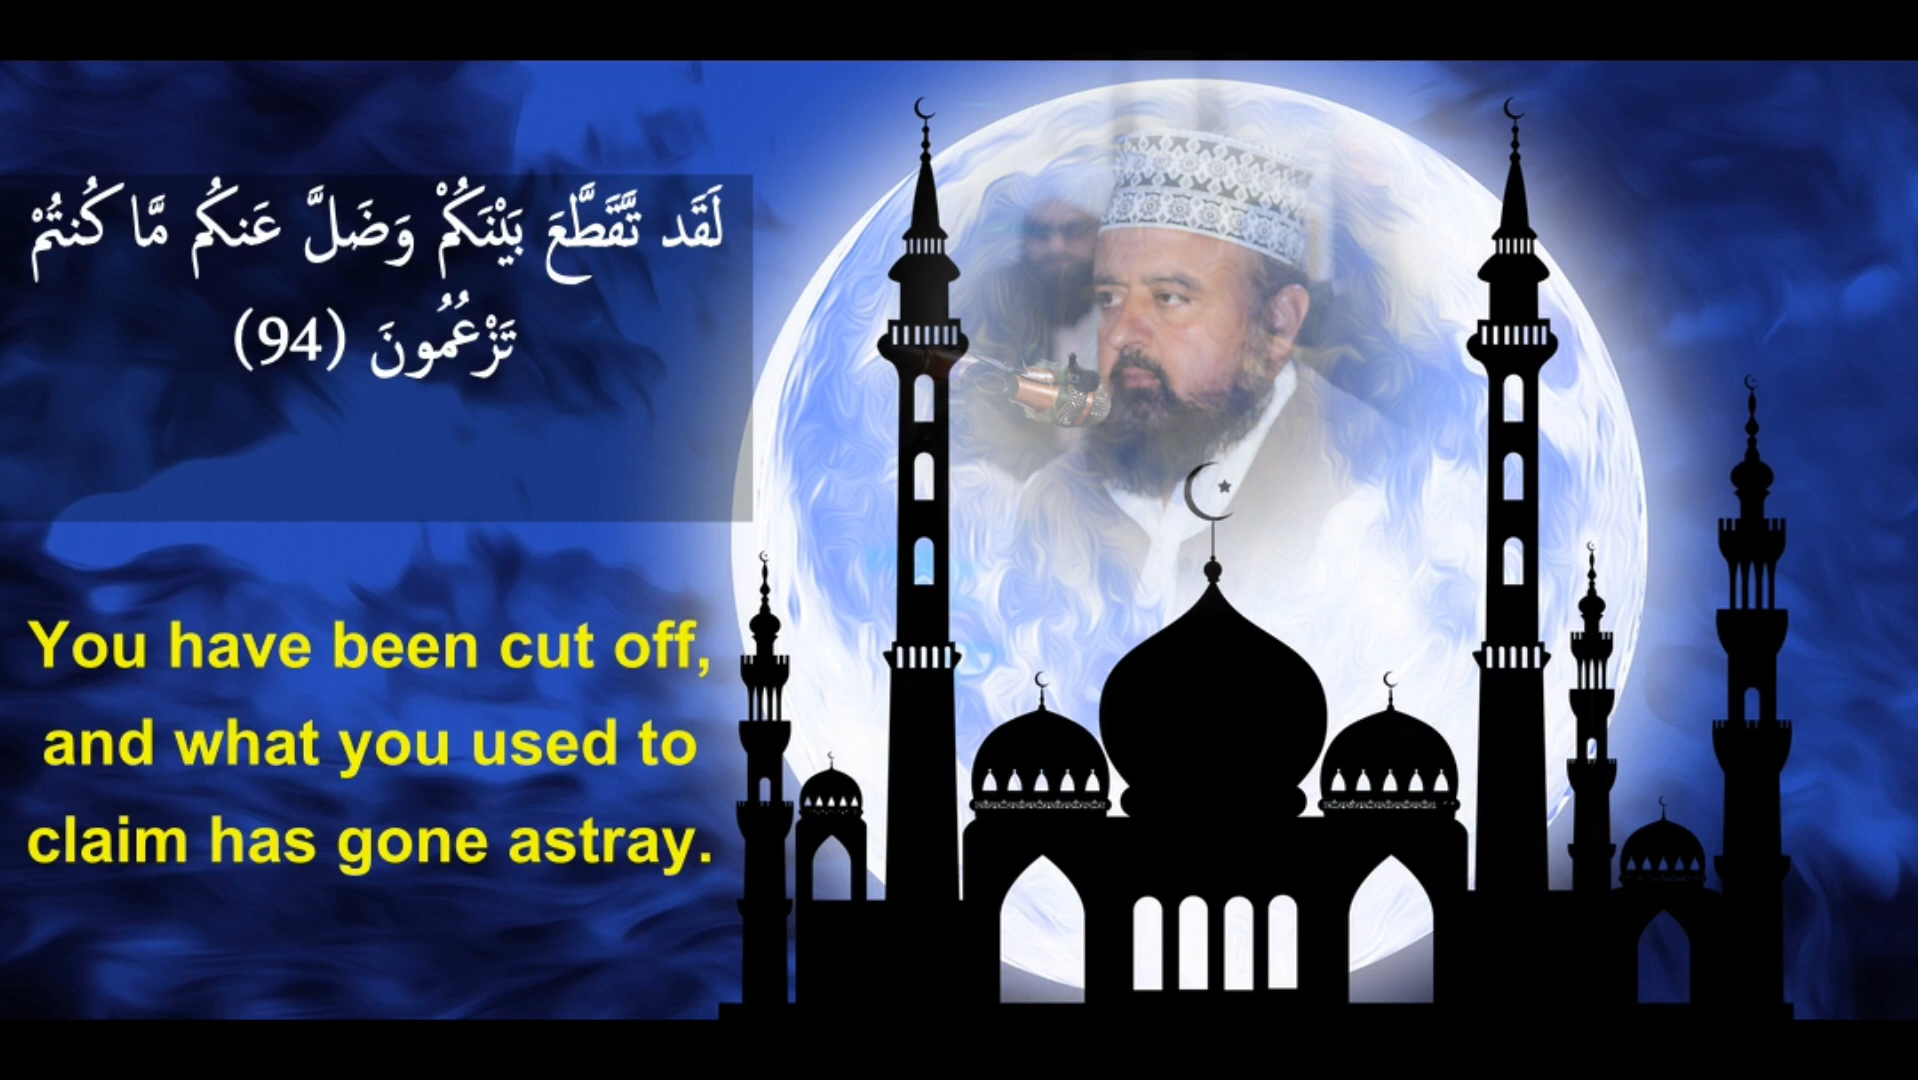 لَقَد تَّقَطَّعَ بَيْنَكُمْ وَضَلَّ عَنكُم مَّا كُنتُمْ
تَزْعُمُونَ (94)
You have been cut off,
and what you used to
claim has gone astray.